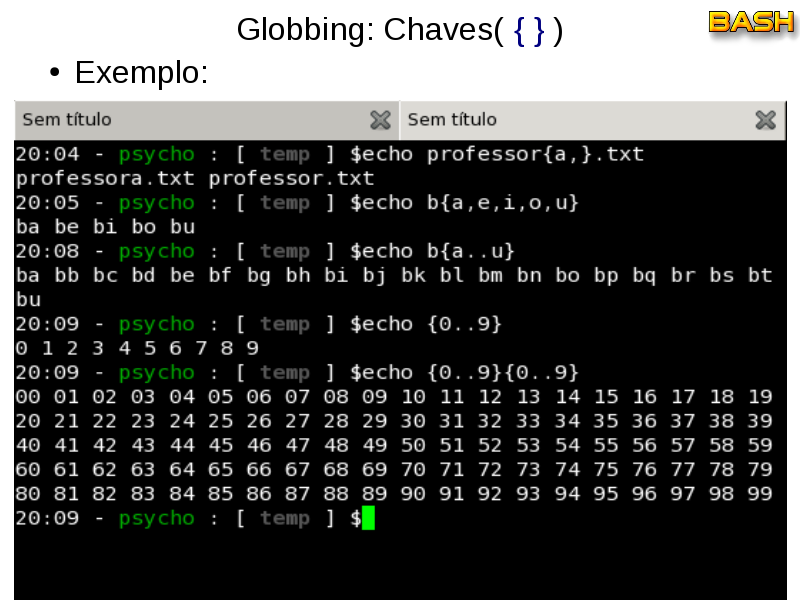 Globbing: Chaves( { } )
BASH
• Exemplo:
Sem título
Sem título
20:04 - psycho : [ temp ] $echo professor{a,}.txt
professora.txt professor.txt
20:05 - psycho : [ temp ] $echo b{a,e,i,o,u}
ba be bi bo bu
20:08 - psycho : [ temp ] $echo b{a..u}
ba bb bc bd be bf bg bh bi bj bk bl bm bn bo bp bq br bs bt
bu
20:09 - psycho : [ temp ] $echo {0..9}
0 1 2 3 4 5 6 7 8 9
20:09 - psycho : [ temp ] $echo {0..9}{0..9}
00 01 02 03 04 05 06 07 08 09 10 11 12 13 14 15 16 17 18 19
20 21 22 23 24 25 26 27 28 29 30 31 32 33 34 35 36 37 38 39
40 41 42 43 44 45 46 47 48 49 50 51 52 53 54 55 56 57 58 59
60 61 62 63 64 65 66 67 68 69 70 71 72 73 74 75 76 77 78 79
80 81 82 83 84 85 86 87 88 89 90 91 92 93 94 95 96 97 98 99
20:09 - psycho : [ temp ] $